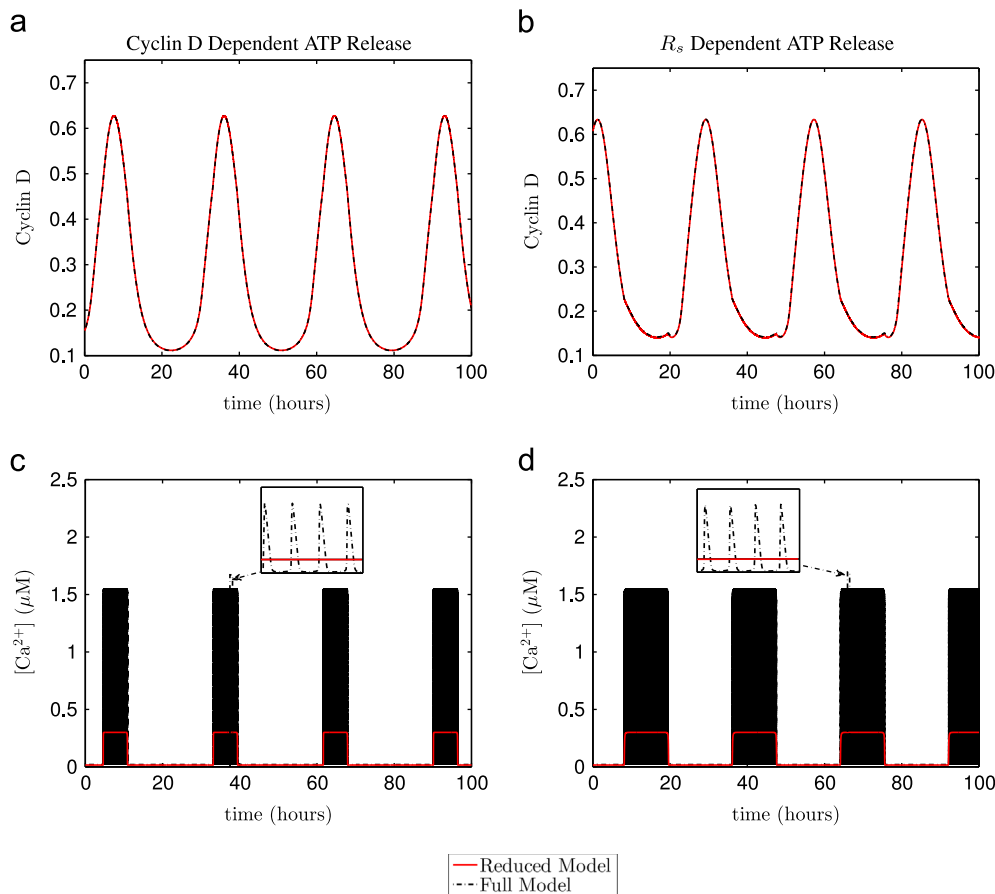 a
Cyclin D Dependent ATP Release
0.7
0.6
0.5
0.4
0.3
0.2
0.1
Cyclin D
0 20 40 60 80 100
time (hours)
b
Rs Dependent ATP Release
0.7
0.6
0.5
0.4
0.3
0.2
0.1
Cyclin D
0 20 40 60 80 100
time (hours)
c
2.5
2
1.5
1
0.5
0
[Ca²⁺] (μM)
0 20 40 60 80 100
time (hours)
d
2.5
2
1.5
1
0.5
0
[Ca²⁺] (μM)
0 20 40 60 80 100
time (hours)
Reduced Model
Full Model